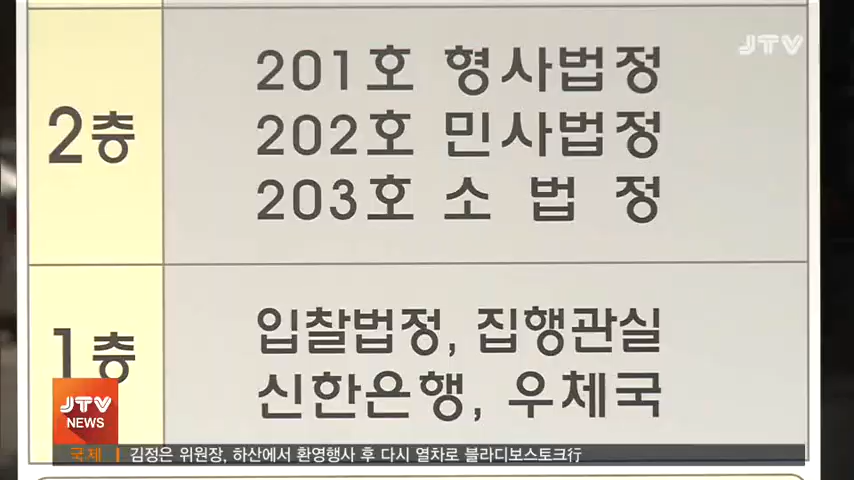 JTV
2층
201호 형사법정
202호 민사법정
203호 소 법 정
1층
입찰법정, 집행관실
신한은행, 우체국
JTV
NEWS
국제 | 김정은 위원장, 하산에서 환영행사 후 다시 열차로 블라디보스토크行